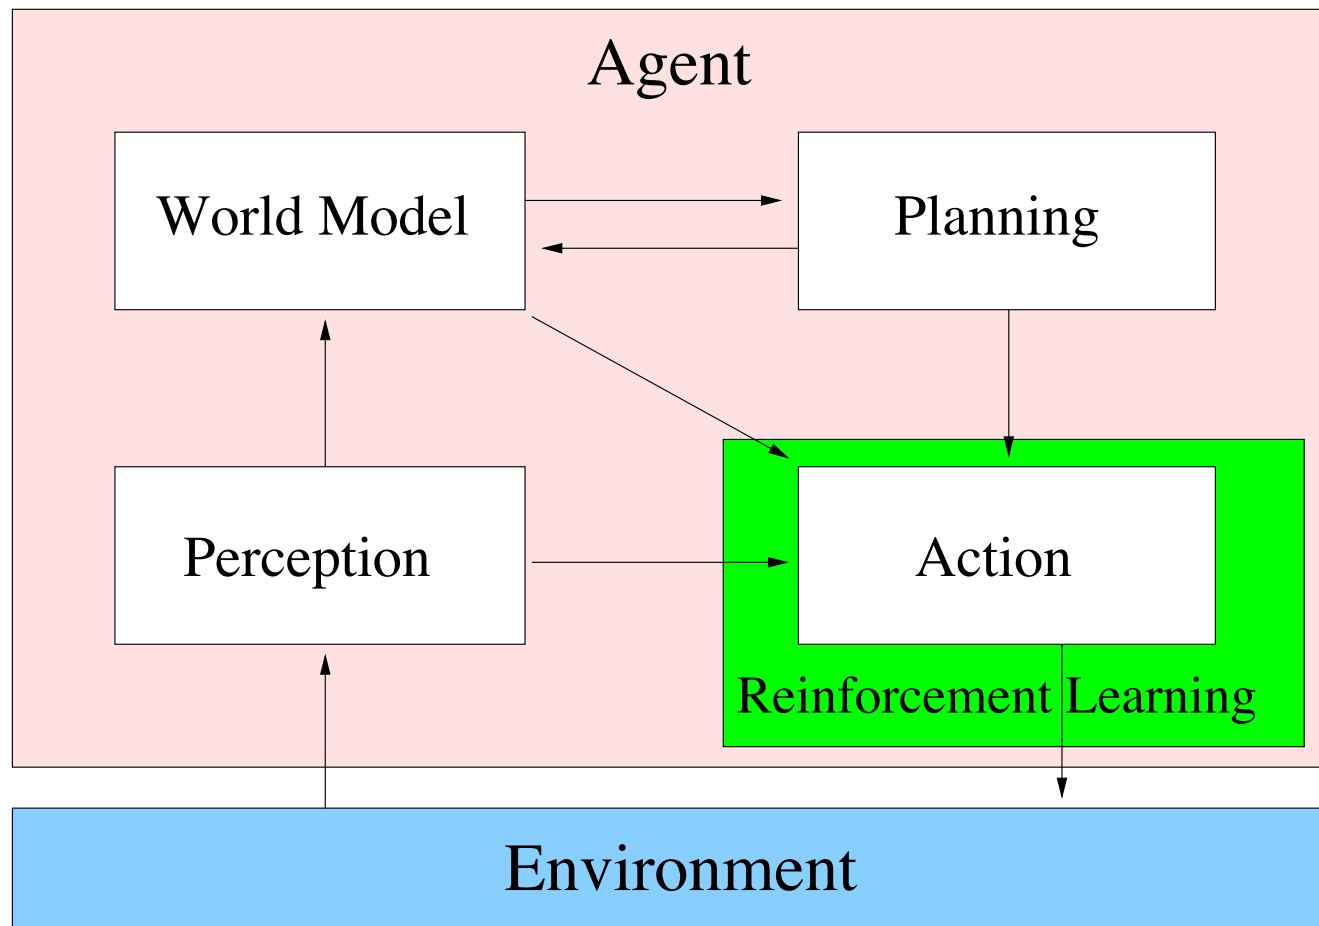 Agent
World Model
Planning
Perception
Action
Reinforcement Learning
Environment